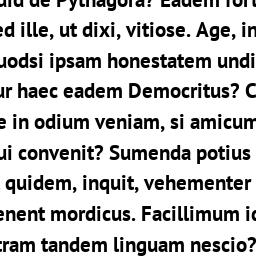 de Pythagora? Eadem
ed ille, ut dixi, vitiose. Age, in
uodsi ipsam honestatem undi
ur haec eadem Democritus? C
e in odium veniam, si amicum
ui convenit? Sumenda potius
quidem, inquit, vehementer
enent mordicus. Facillimum id
tram tandem linguam nescio?